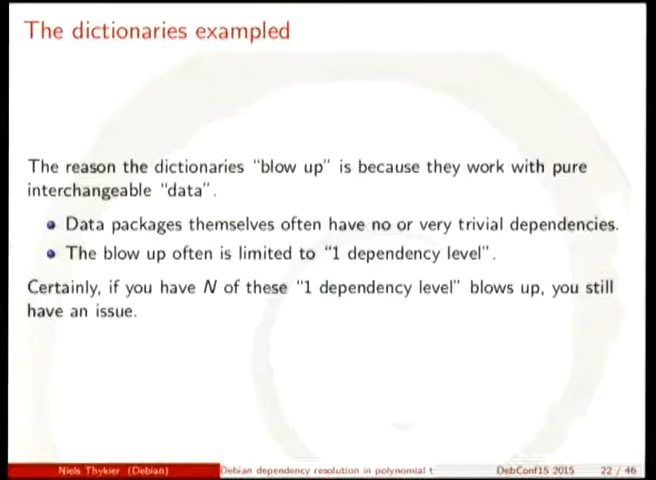 The dictionaries exampled
The reason the dictionaries "blow up" is because they work with pure
interchangeable "data".
Data packages themselves often have no or very trivial dependencies.
The blow up often is limited to "1 dependency level".
Certainly, if you have N of these "1 dependency level" blows up, you still
have an issue.
Niels Thykier (Debian) Debian dependency resolution in polynomial t DebConf15 2015 22 / 46